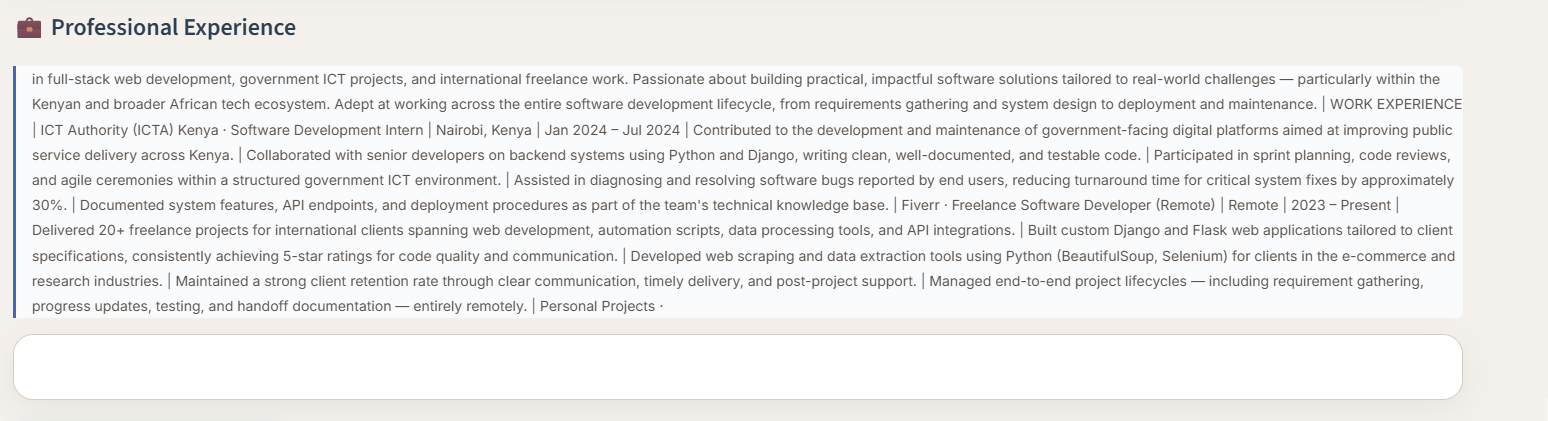 Professional Experience
in full-stack web development, government ICT projects, and international freelance work. Passionate about building practical, impactful software solutions tailored to real-world challenges — particularly within the
Kenyan and broader African tech ecosystem. Adept at working across the entire software development lifecycle, from requirements gathering and system design to deployment and maintenance. | WORK EXPERIENCE
| ICT Authority (ICTA) Kenya · Software Development Intern | Nairobi, Kenya | Jan 2024 – Jul 2024 | Contributed to the development and maintenance of government-facing digital platforms aimed at improving public
service delivery across Kenya. | Collaborated with senior developers on backend systems using Python and Django, writing clean, well-documented, and testable code. | Participated in sprint planning, code reviews,
and agile ceremonies within a structured government ICT environment. | Assisted in diagnosing and resolving software bugs reported by end users, reducing turnaround time for critical system fixes by approximately
30%. | Documented system features, API endpoints, and deployment procedures as part of the team's technical knowledge base. | Fiverr · Freelance Software Developer (Remote) | Remote | 2023 – Present |
Delivered 20+ freelance projects for international clients spanning web development, automation scripts, data processing tools, and API integrations. | Built custom Django and Flask web applications tailored to client
specifications, consistently achieving 5-star ratings for code quality and communication. | Developed web scraping and data extraction tools using Python (BeautifulSoup, Selenium) for clients in the e-commerce and
research industries. | Maintained a strong client retention rate through clear communication, timely delivery, and post-project support. | Managed end-to-end project lifecycles — including requirement gathering,
progress updates, testing, and handoff documentation — entirely remotely. | Personal Projects ·